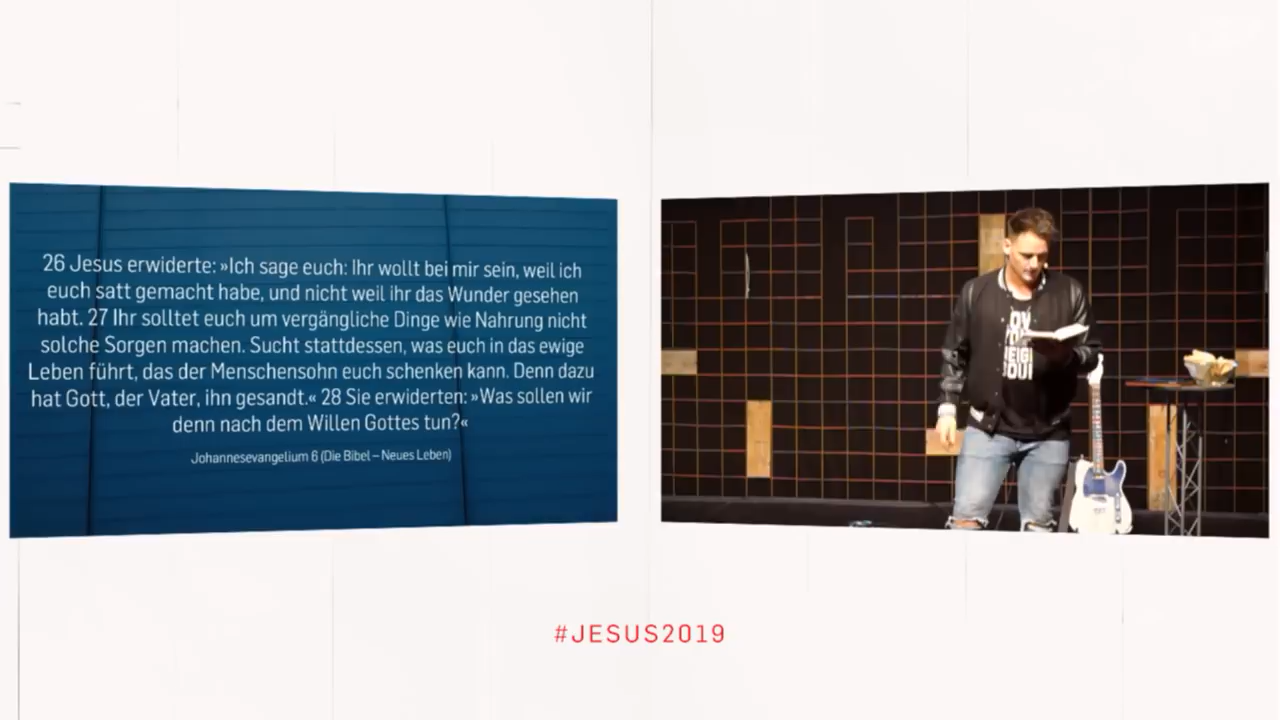 26 Jesus erwiderte: »Ich sage euch: Ihr wollt bei mir sein, weil ich
euch satt gemacht habe, und nicht weil ihr das Wunder gesehen
habt. 27 Ihr solltet euch um vergängliche Dinge wie Nahrung nicht
solche Sorgen machen. Sucht stattdessen, was euch in das ewige
Leben führt, das der Menschensohn euch schenken kann. Denn dazu
hat Gott, der Vater, ihn gesandt.« 28 Sie erwiderten: »Was sollen wir
denn nach dem Willen Gottes tun?«
Johannesevangelium 6 (Die Bibel – Neues Leben)
#JESUS2019